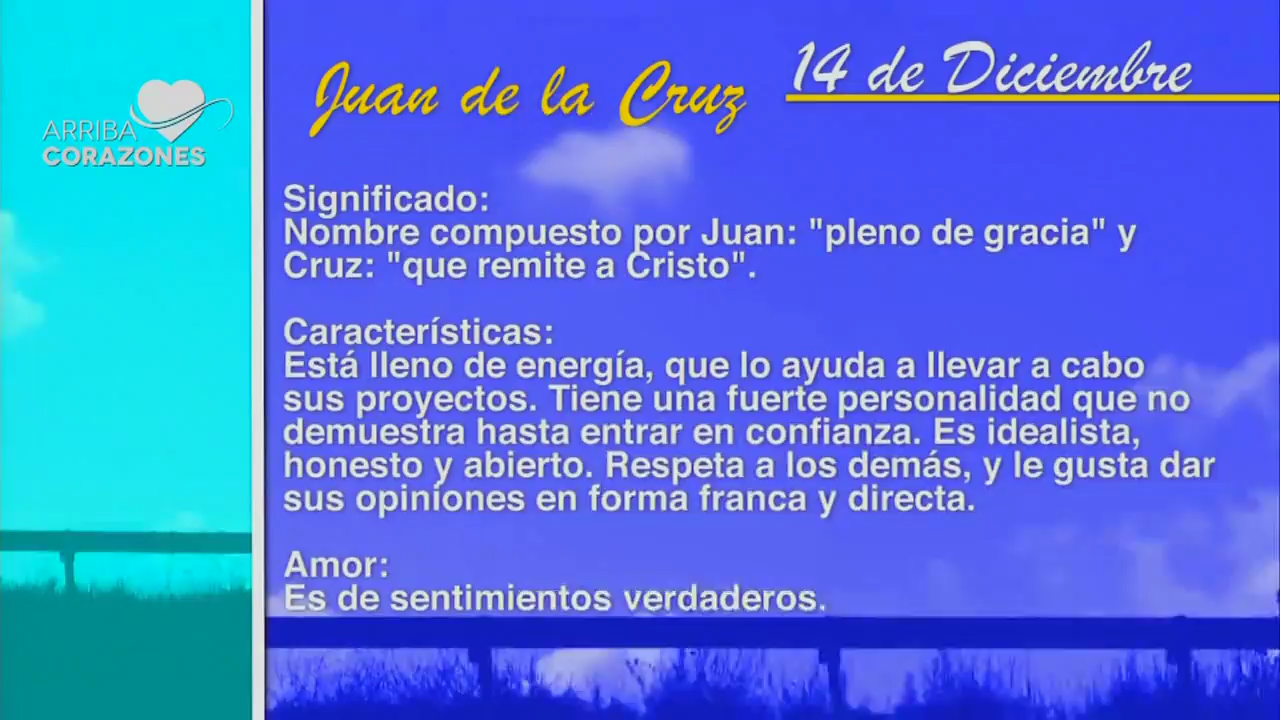 ARRIBA
CORAZONES
Juan de la Cruz
14 de Diciembre
Significado:
Nombre compuesto por Juan: "pleno de gracia" y
Cruz: "que remite a Cristo".
Características:
Está lleno de energía, que lo ayuda a llevar a cabo
sus proyectos. Tiene una fuerte personalidad que no
demuestra hasta entrar en confianza. Es idealista,
honesto y abierto. Respeta a los demás, y le gusta dar
sus opiniones en forma franca y directa.
Amor:
Es de sentimientos verdaderos.